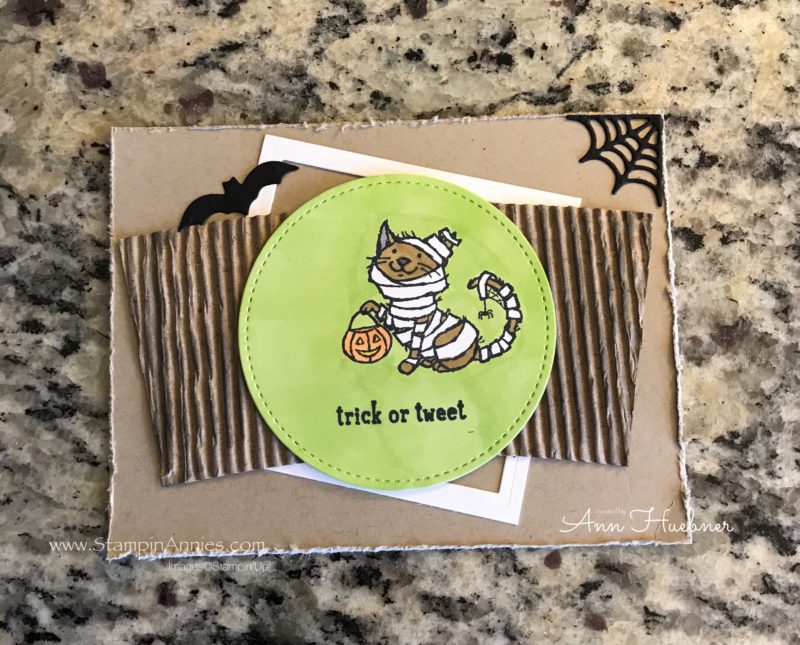 trick or tweet
created by
Ann Huebner
www.StampinAnnies.com
Images©Stampin'Up!